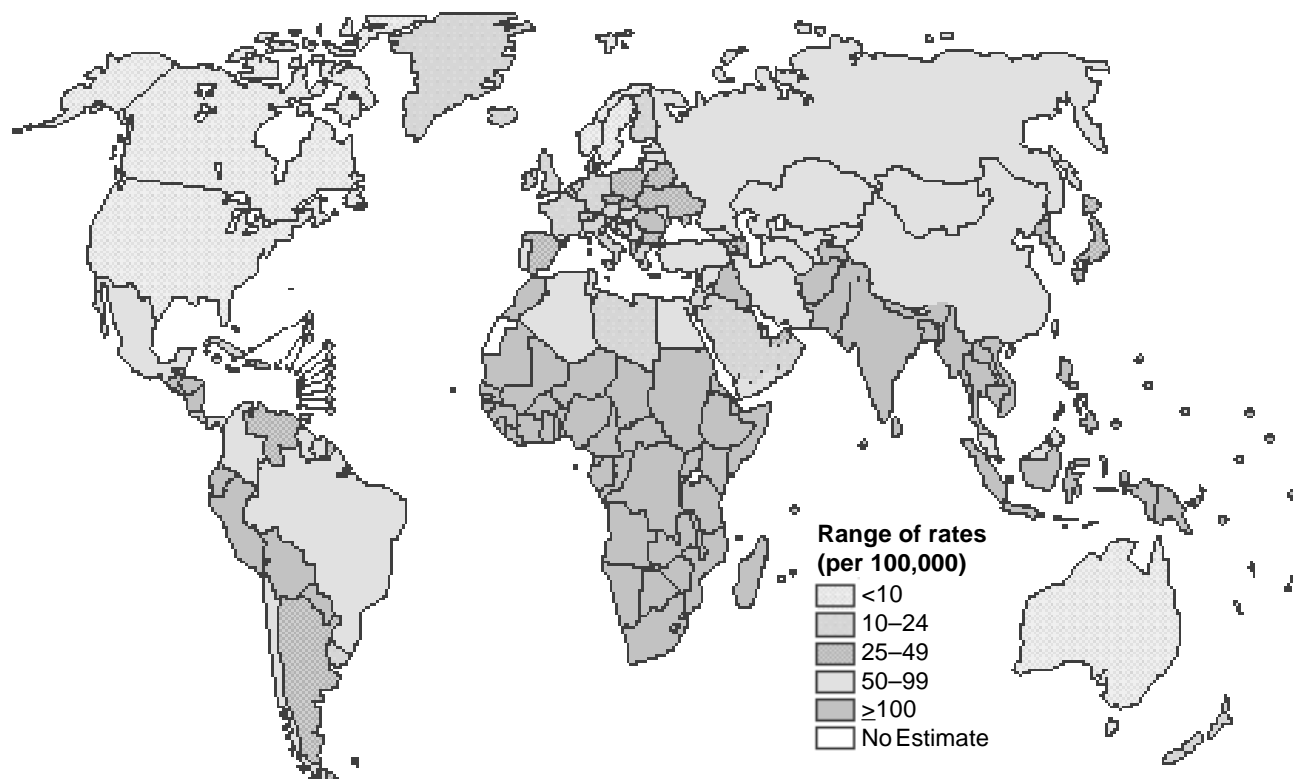 Range of rates
(per 100,000)
<10
10–24
25–49
50–99
≥100
No Estimate